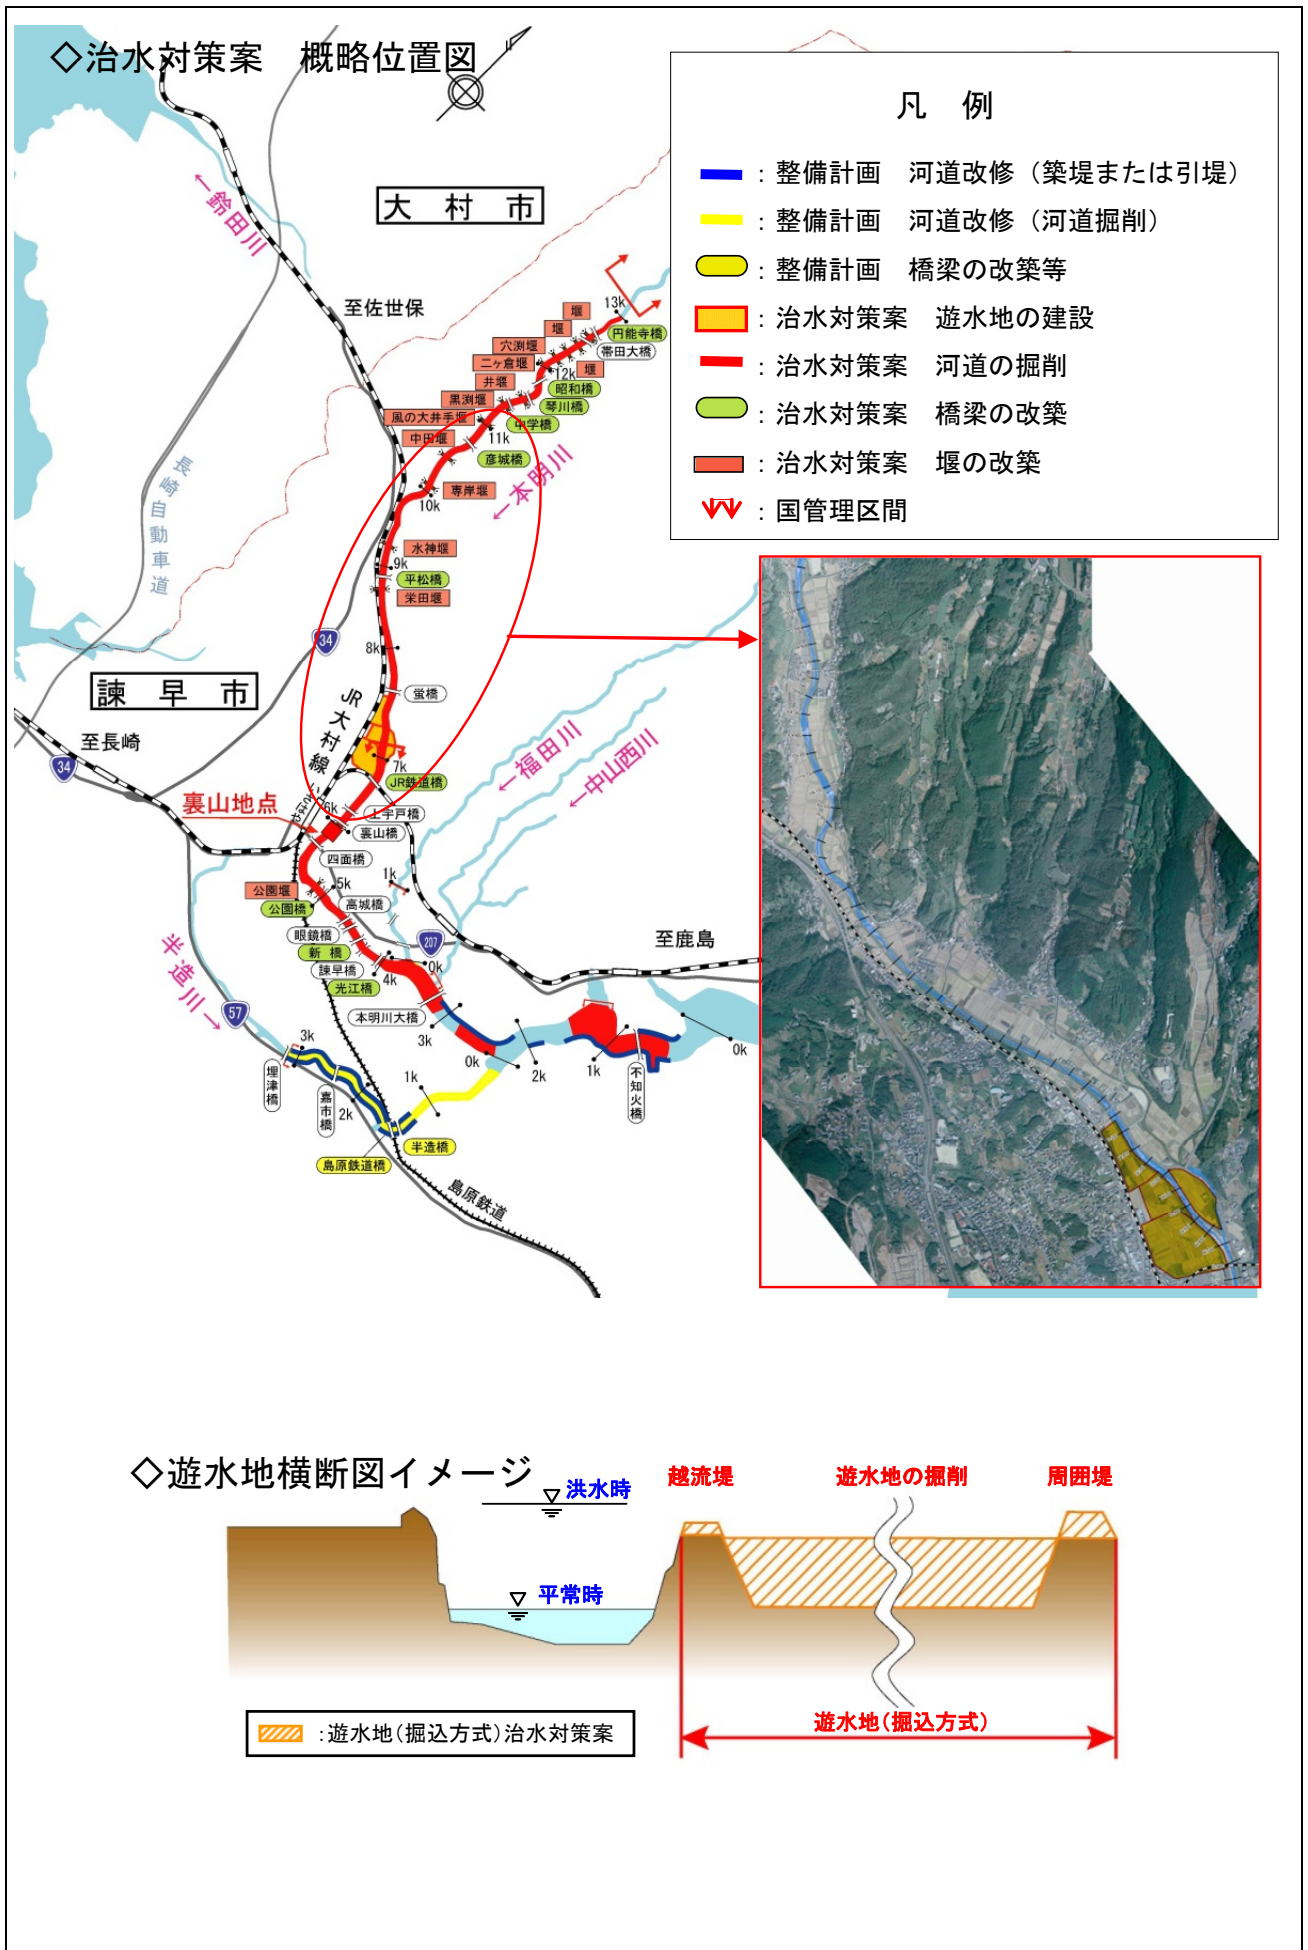 ◇治水対策案　概略位置図
凡　例
：整備計画　河道改修（築堤または引堤）
：整備計画　河道改修（河道掘削）
：整備計画　橋梁の改築等
：治水対策案　遊水地の建設
：治水対策案　河道の掘削
：治水対策案　橋梁の改築
：治水対策案　堰の改築
：国管理区間
←鈴田川
大　村　市
至佐世保
13k
堰
円能寺橋
堰
帯田大橋
穴渕堰
二ヶ倉堰
12k
堰
井堰
昭和橋
黒渕堰
琴川橋
風の大井手堰
中学橋
11k
中田堰
彦城橋
←本明川
専岸堰
10k
長崎自動車道
水神堰
9k
平松橋
栄田堰
34
8k
諫　早　市
蛍橋
JR大村線
至長崎
34
7k
JR鉄道橋
←福田川
←中山西川
いさはや
裏山地点
6k
上宇戸橋
裏山橋
四面橋
1k
公園堰
5k
公園橋
高城橋
眼鏡橋
207
至鹿島
新　橋
諫早橋
0k
4k
光江橋
半造川→
57
本明川大橋
3k
3k
0k
2k
1k
0k
埋津橋
嘉市橋
2k
1k
不知火橋
半造橋
島原鉄道橋
島原鉄道
◇遊水地横断図イメージ
洪水時
越流堤
遊水地の掘削
周囲堤
平常時
遊水地（掘込方式）
：遊水地（掘込方式）治水対策案